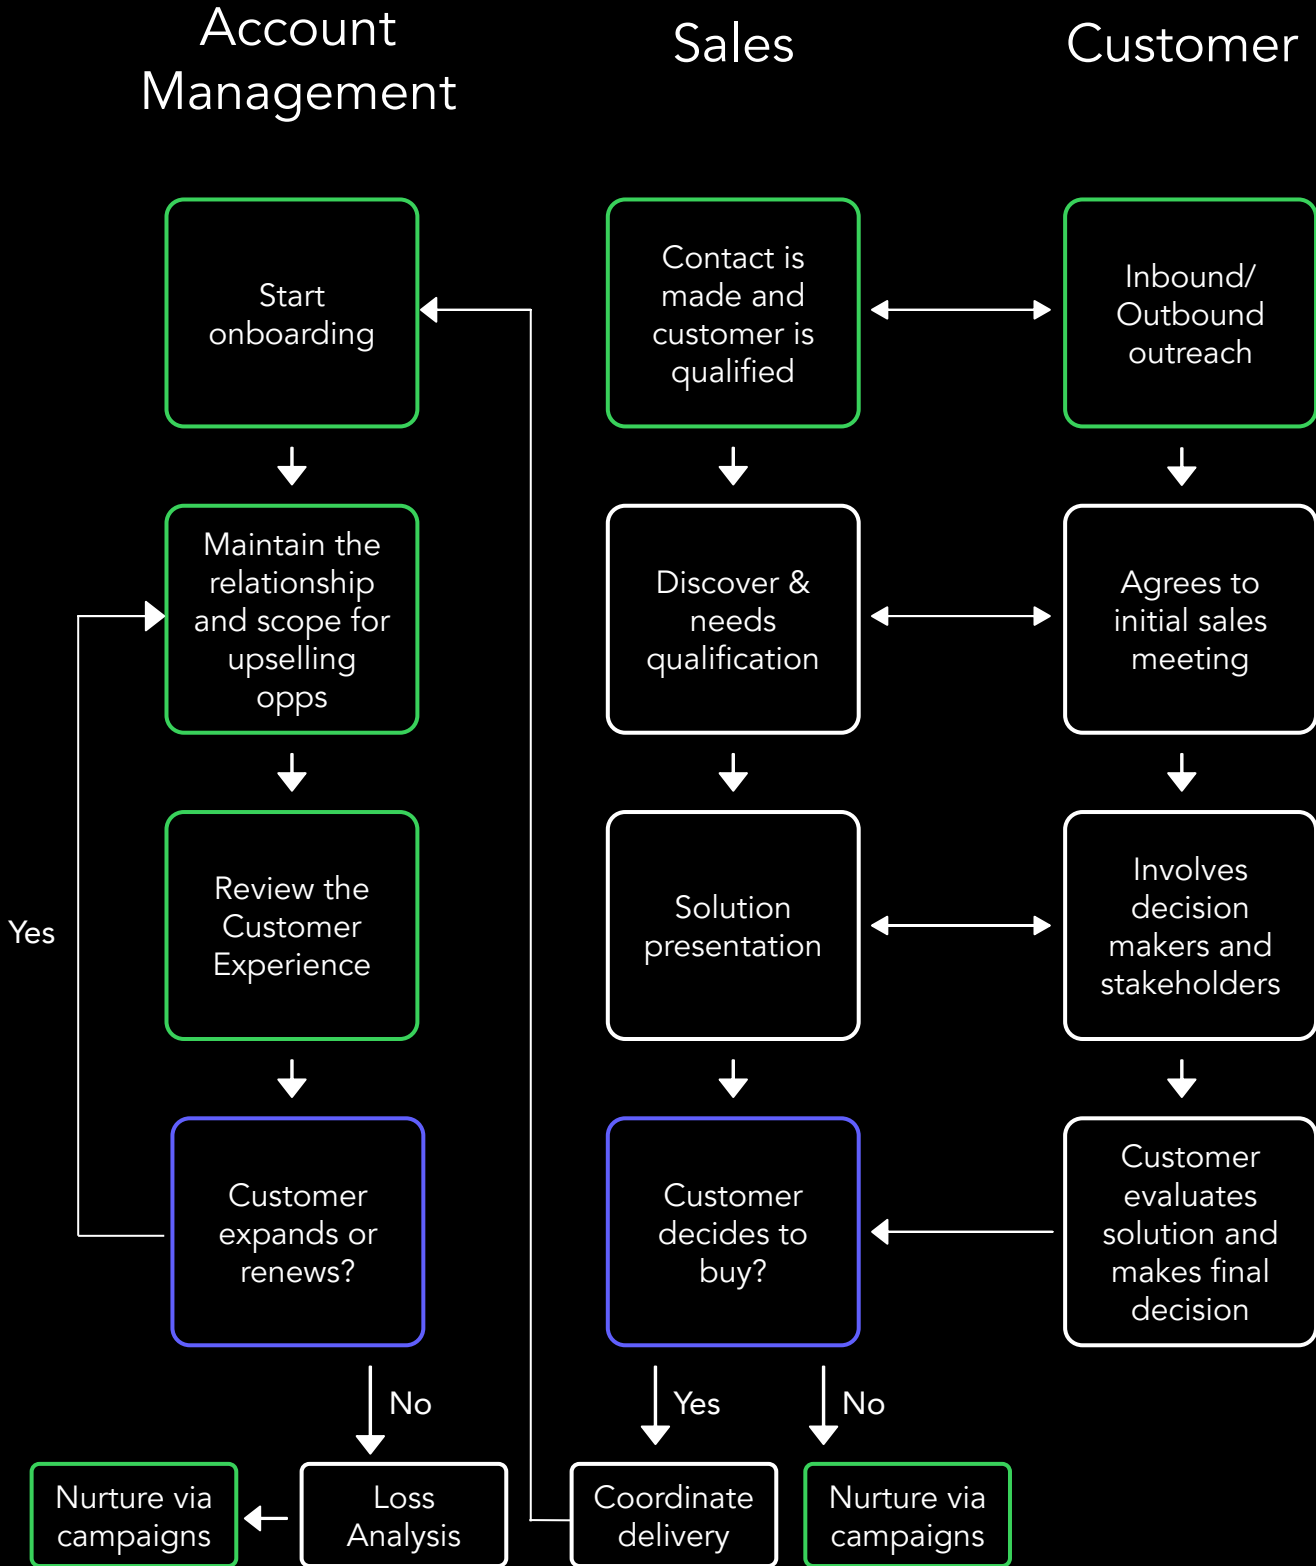 Account
Management
Sales
Customer
Start
onboarding
Contact is
made and
customer is
qualified
Inbound/
Outbound
outreach
Maintain the
relationship
and scope for
upselling
opps
Discover &
needs
qualification
Agrees to
initial sales
meeting
Yes
Review the
Customer
Experience
Solution
presentation
Involves
decision
makers and
stakeholders
Customer
expands or
renews?
Customer
decides to
buy?
Customer
evaluates
solution and
makes final
decision
No
Yes
No
Nurture via
campaigns
Loss
Analysis
Coordinate
delivery
Nurture via
campaigns